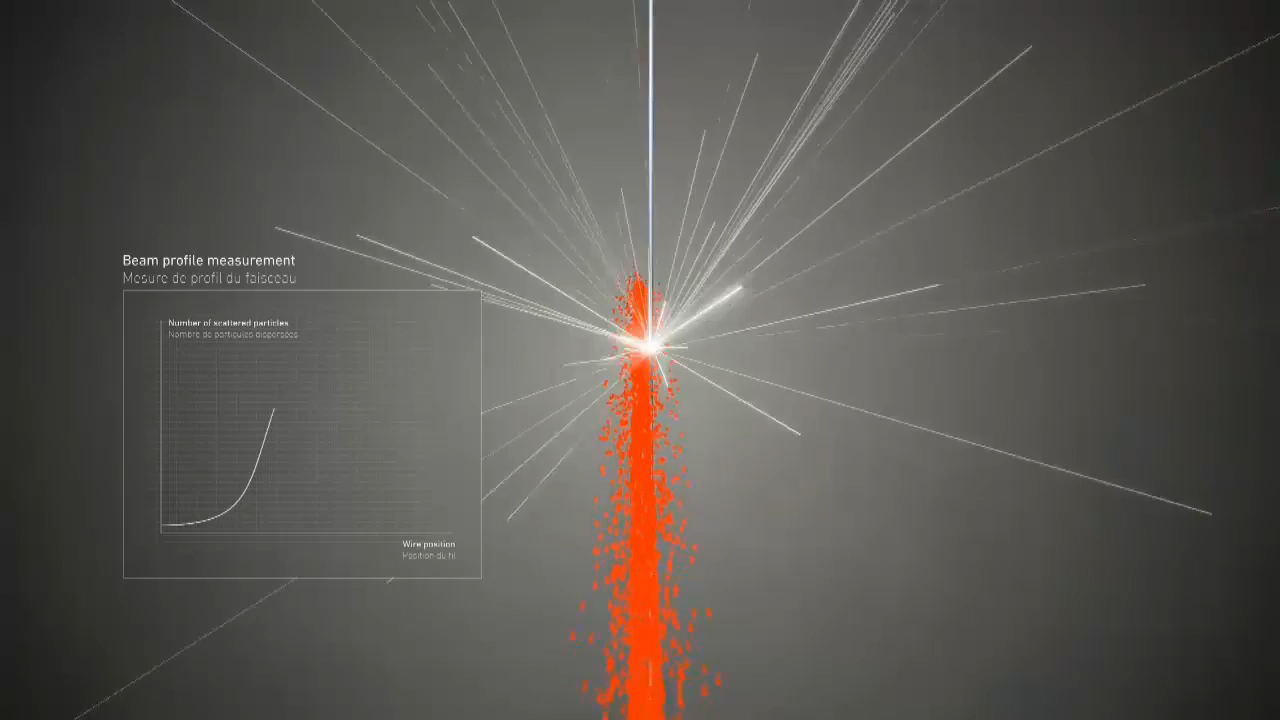 Beam profile measurement
Mesure de profil du faisceau
Number of scattered particles
Nombre de particules dispersées
Wire position
Position du fil